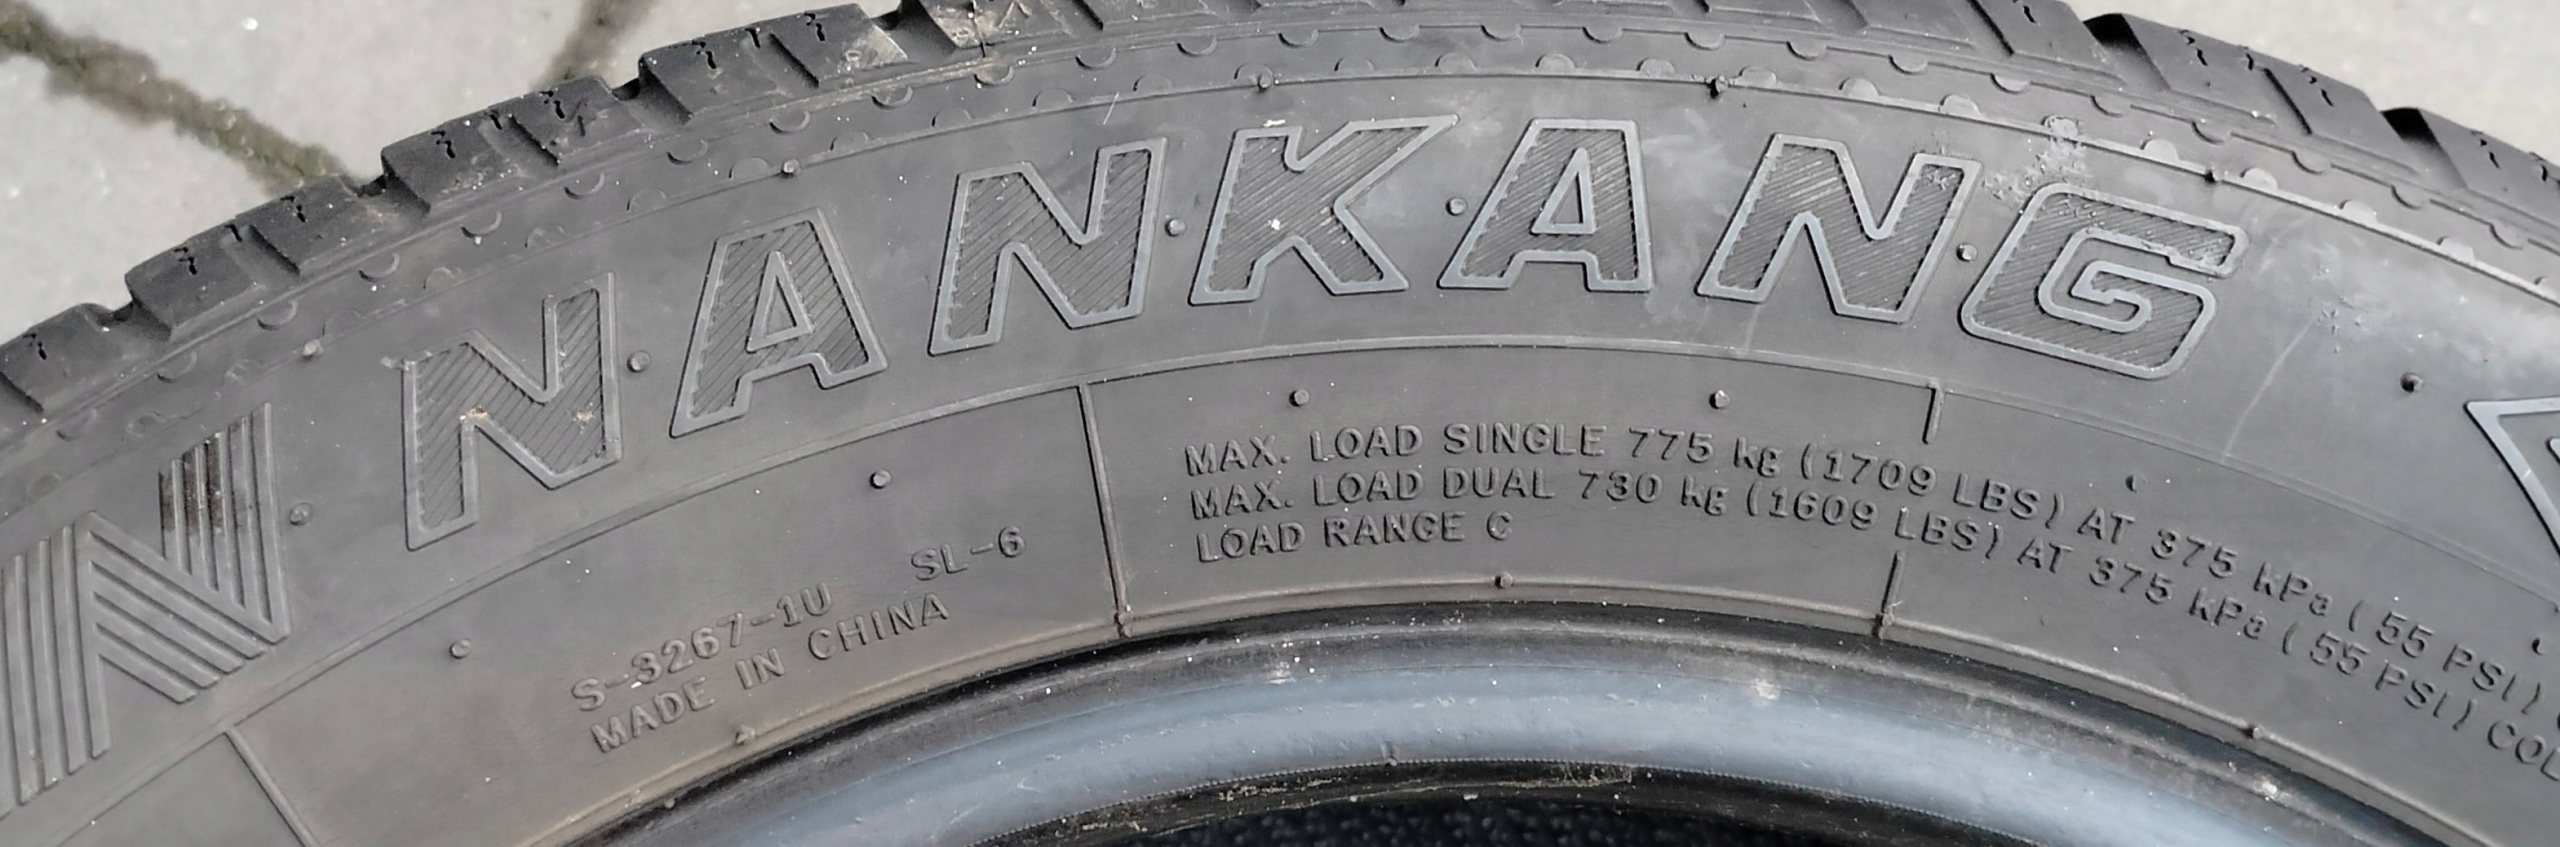 NANKANG
SL-6
S-3267-1U
MADE IN CHINA
MAX. LOAD SINGLE 775 kg (1709 LBS) AT 375 kPa (55 PSI)
MAX. LOAD DUAL 730 kg (1609 LBS) AT 375 kPa (55 PSI)
LOAD RANGE C